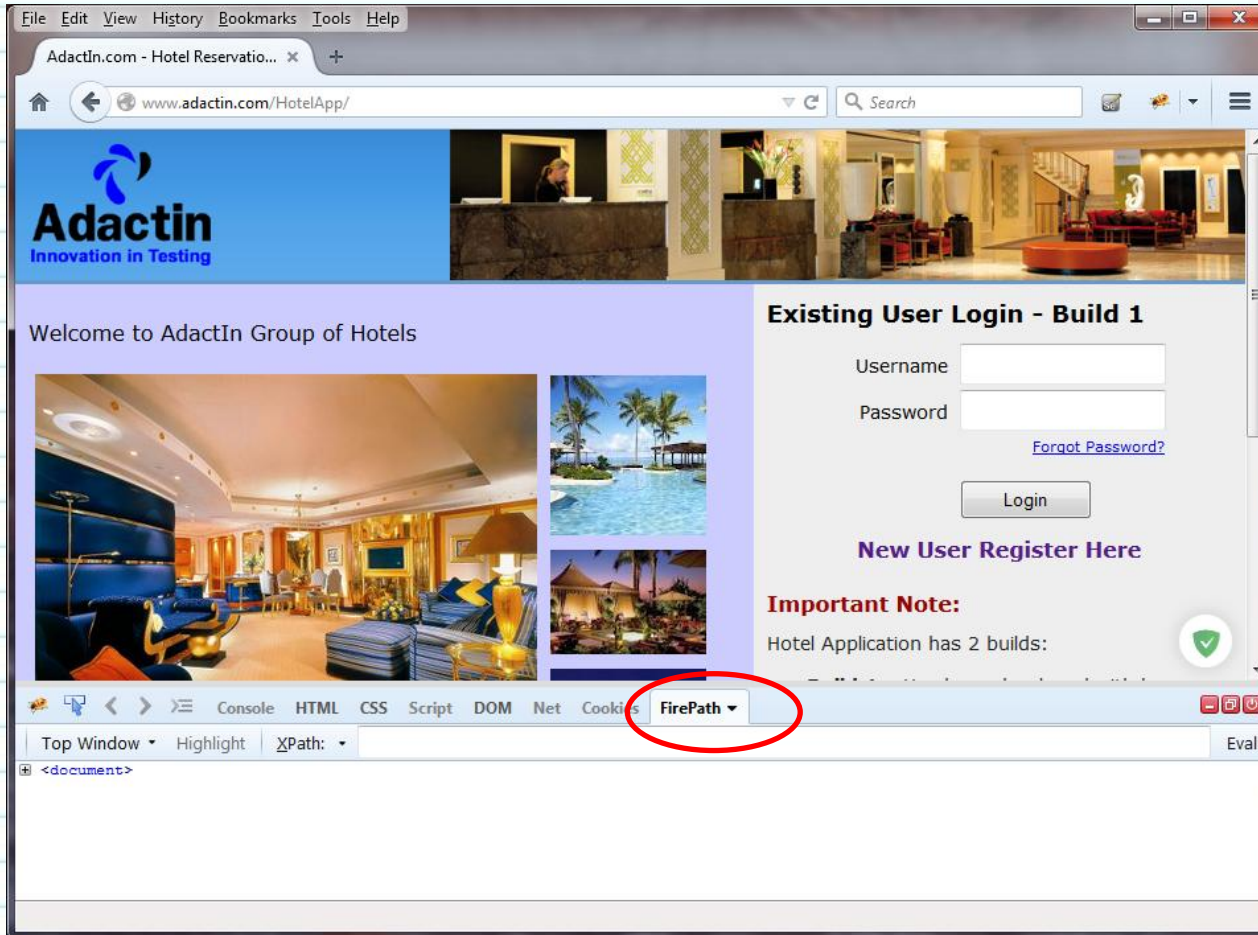 File Edit View History Bookmarks Tools Help
AdactIn.com - Hotel Reservatio...
www.adactin.com/HotelApp/
Search
Adactin
Innovation in Testing
Welcome to AdactIn Group of Hotels
Existing User Login - Build 1
Username
Password
Forgot Password?
Login
New User Register Here
Important Note:
Hotel Application has 2 builds:
Console HTML CSS Script DOM Net Cookies FirePath
Top Window Highlight XPath: Eval
<document>